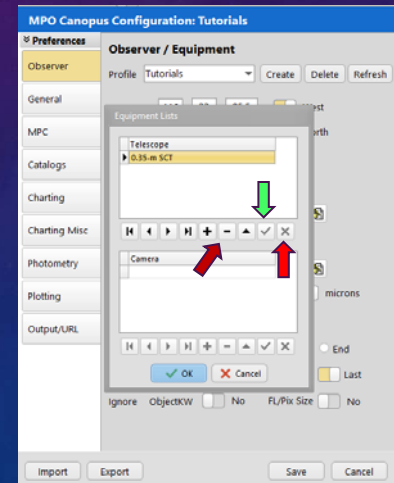 MPO Canopus Configuration: Tutorials
Preferences
Observer / Equipment
Observer
Profile Tutorials Create Delete Refresh
General
MPC
Catalogs
Charting
Charting Misc
Photometry
Plotting
Output/URL
Equipment Lists
Telescope
0.35-m SCT
Camera
microns
End
OK Cancel
Last
Ignore ObjectKW No FL/Pix Size No
Import Export Save Cancel